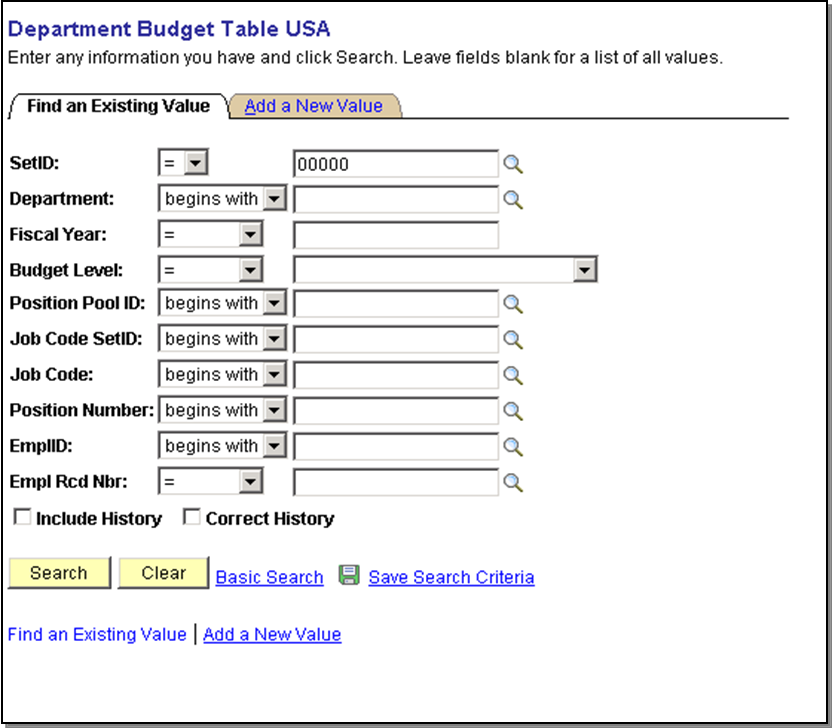 Department Budget Table USA
Enter any information you have and click Search. Leave fields blank for a list of all values.
Find an Existing Value Add a New Value
SetID: = 00000
Department: begins with
Fiscal Year: =
Budget Level: =
Position Pool ID: begins with
Job Code SetID: begins with
Job Code: begins with
Position Number: begins with
EmplID: begins with
Empl Rcd Nbr: =
Include History Correct History
Search Clear Basic Search Save Search Criteria
Find an Existing Value | Add a New Value